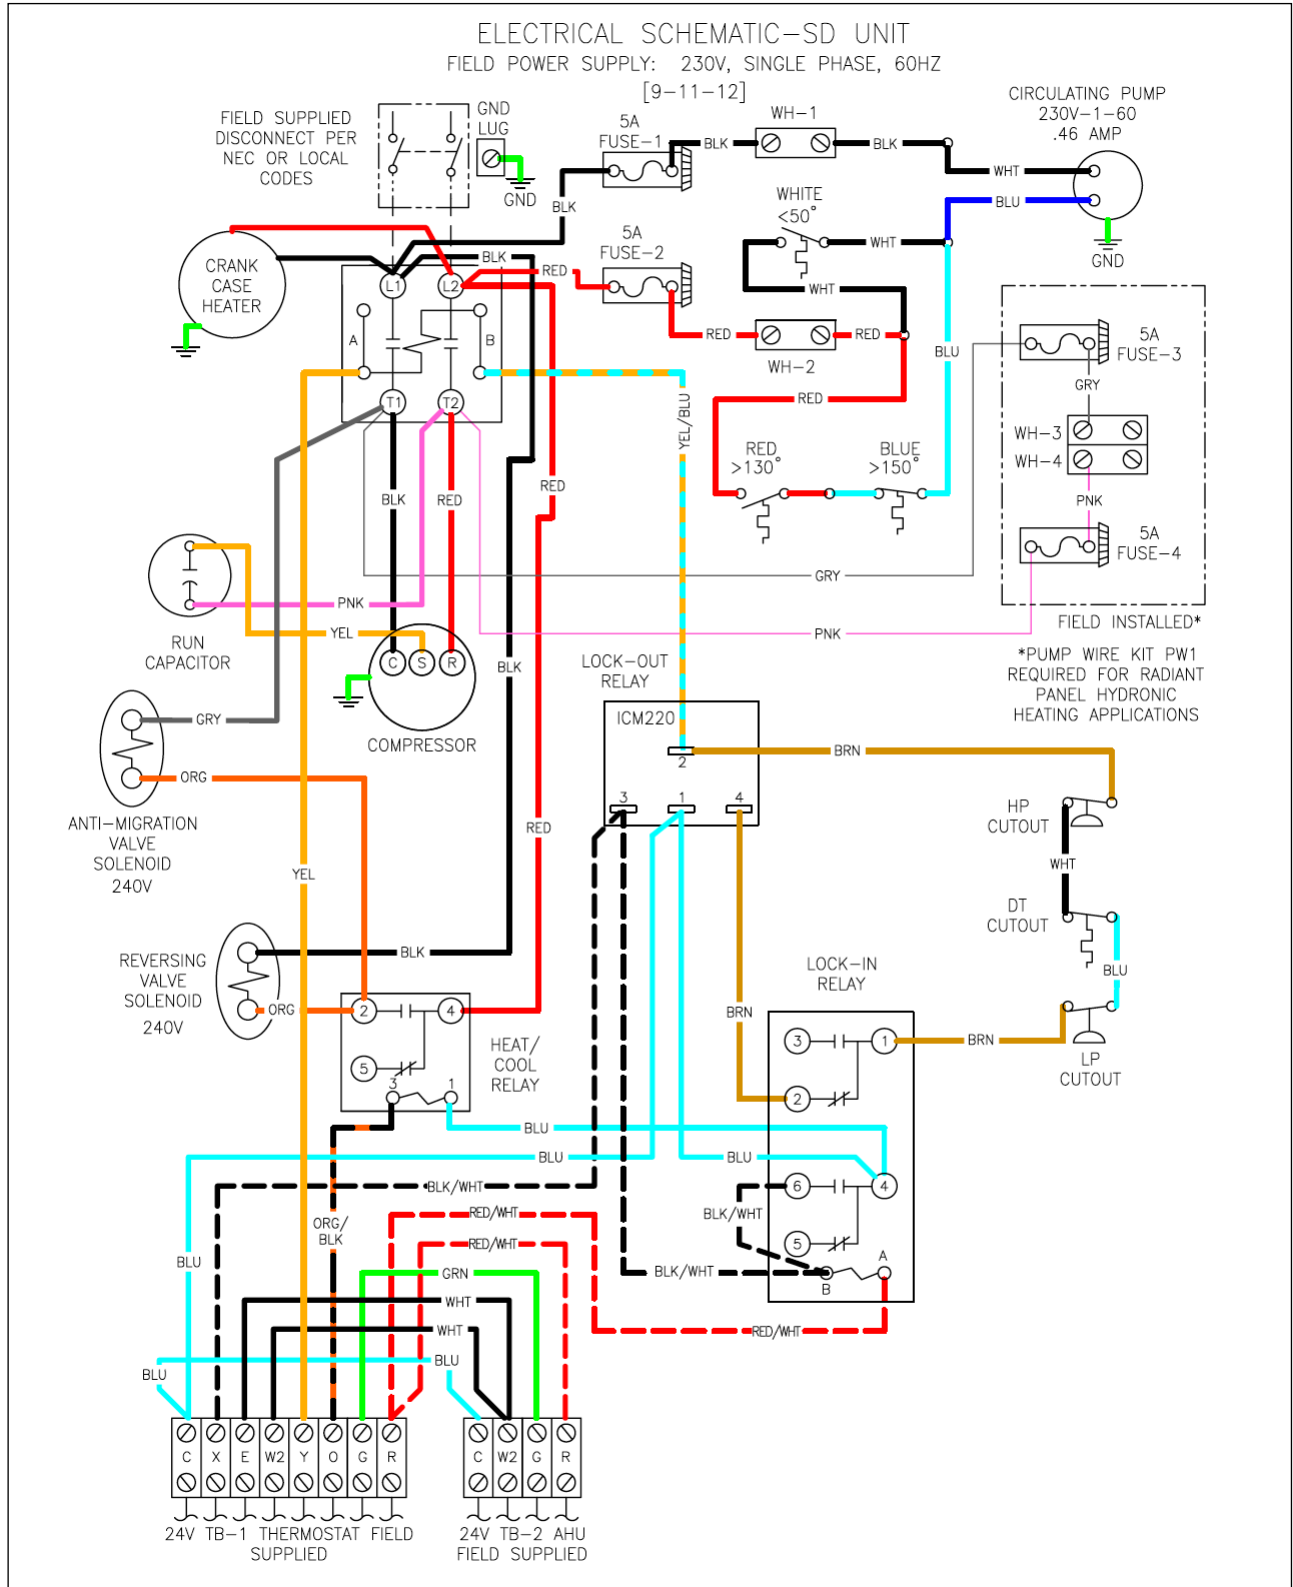 ELECTRICAL SCHEMATIC-SD UNIT
FIELD POWER SUPPLY: 230V, SINGLE PHASE, 60HZ
[9-11-12]
FIELD SUPPLIED
DISCONNECT PER
NEC OR LOCAL
CODES
GND
LUG
GND
5A
FUSE-1
BLK
WH-1
BLK
CIRCULATING PUMP
230V-1-60
.46 AMP
WHT
BLU
GND
BLK
WHITE
<50°
WHT
WHT
5A
FUSE-2
RED
BLK
RED
WH-2
RED
BLU
RED
CRANK
CASE
HEATER
L1
L2
A
B
T1
T2
YEL/BLU
RED
>130°
BLUE
>150°
5A
FUSE-3
GRY
WH-3
WH-4
PNK
5A
FUSE-4
FIELD INSTALLED*
*PUMP WIRE KIT PW1
REQUIRED FOR RADIANT
PANEL HYDRONIC
HEATING APPLICATIONS
BLK
RED
RED
GRY
PNK
PNK
YEL
RUN
CAPACITOR
C
S
R
COMPRESSOR
BLK
LOCK-OUT
RELAY
ICM220
2
3
1
4
BRN
GRY
ORG
ANTI-MIGRATION
VALVE
SOLENOID
240V
YEL
RED
HP
CUTOUT
WHT
DT
CUTOUT
BLU
LP
CUTOUT
REVERSING
VALVE
SOLENOID
240V
BLK
ORG
2
4
5
3
1
HEAT/
COOL
RELAY
LOCK-IN
RELAY
BRN
3
1
BRN
2
6
4
5
A
B
BLU
BLU
BLU
BLK/WHT
BLK/WHT
BLK/WHT
ORG/
BLK
RED/WHT
RED/WHT
BLU
GRN
WHT
WHT
RED/WHT
BLU
BLU
C
X
E
W2
Y
O
G
R
C
W2
G
R
24V TB-1 THERMOSTAT FIELD
SUPPLIED
24V TB-2 AHU
FIELD SUPPLIED